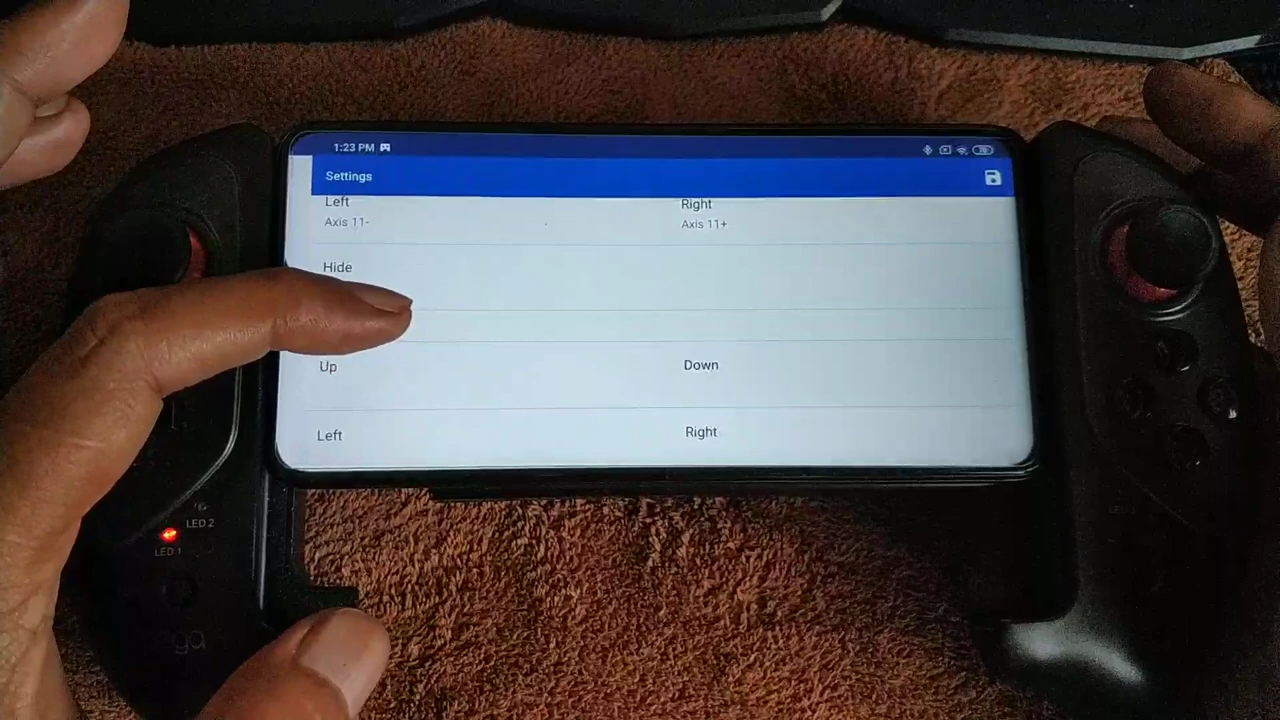 1:23 PM
Settings
Left Right
Axis 11- Axis 11+
Hide
Up Down
Left Right
LED 2
LED 1